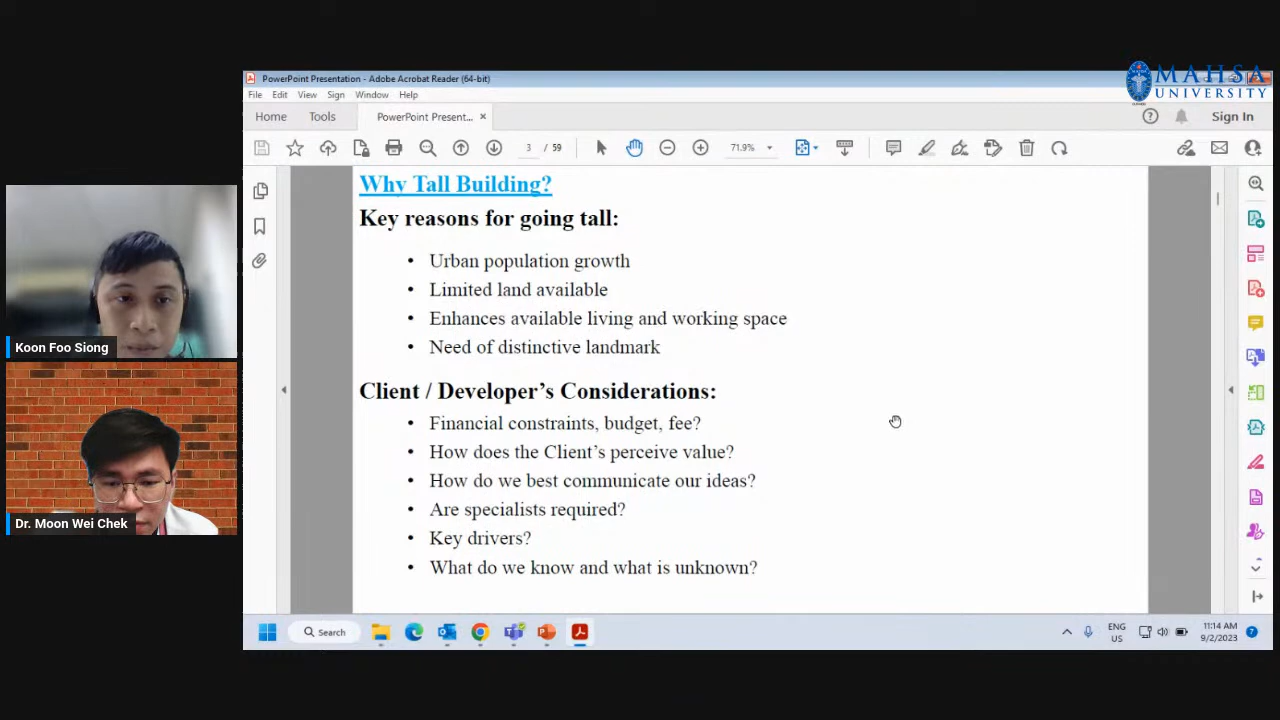 MAHSA
UNIVERSITY
PowerPoint Presentation - Adobe Acrobat Reader (64-bit)
File Edit View Sign Window Help
Home Tools PowerPoint Present... × Sign In
3 / 59 71.9%
Why Tall Building?
Key reasons for going tall:
• Urban population growth
• Limited land available
• Enhances available living and working space
• Need of distinctive landmark
Client / Developer's Considerations:
• Financial constraints, budget, fee?
• How does the Client's perceive value?
• How do we best communicate our ideas?
• Are specialists required?
• Key drivers?
• What do we know and what is unknown?
Koon Foo Siong
Dr. Moon Wei Chek
Search
ENG
US
11:14 AM
9/2/2023
7